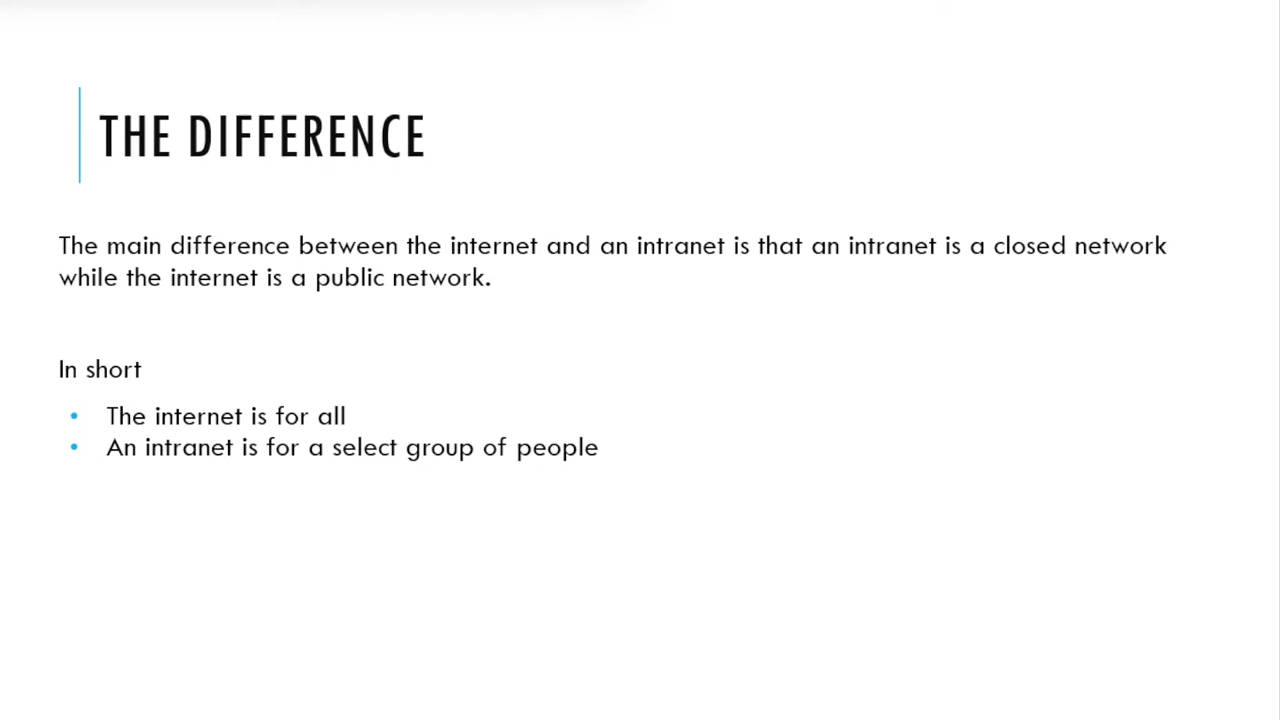 THE DIFFERENCE
The main difference between the internet and an intranet is that an intranet is a closed network
while the internet is a public network.
In short
• The internet is for all
• An intranet is for a select group of people